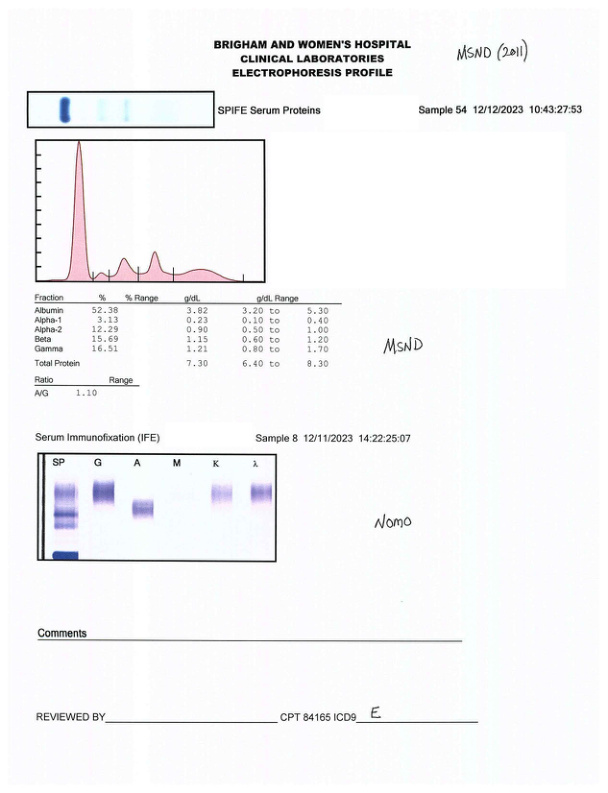 BRIGHAM AND WOMEN'S HOSPITAL
CLINICAL LABORATORIES
ELECTROPHORESIS PROFILE
MSND (2011)
SPIFE Serum Proteins Sample 54 12/12/2023 10:43:27:53
Fraction % % Range g/dL g/dL Range
Albumin 52.38 3.82 3.20 to 5.30
Alpha-1 3.13 0.23 0.10 to 0.40
Alpha-2 12.29 0.90 0.50 to 1.00
Beta 15.69 1.15 0.60 to 1.20
Gamma 16.51 1.21 0.80 to 1.70
MSND
Total Protein 7.30 6.40 to 8.30
Ratio Range
A/G 1.10
Serum Immunofixation (IFE) Sample 8 12/11/2023 14:22:25:07
SP G A M K λ
NOMO
Comments
REVIEWED BY CPT 84165 ICD9 E